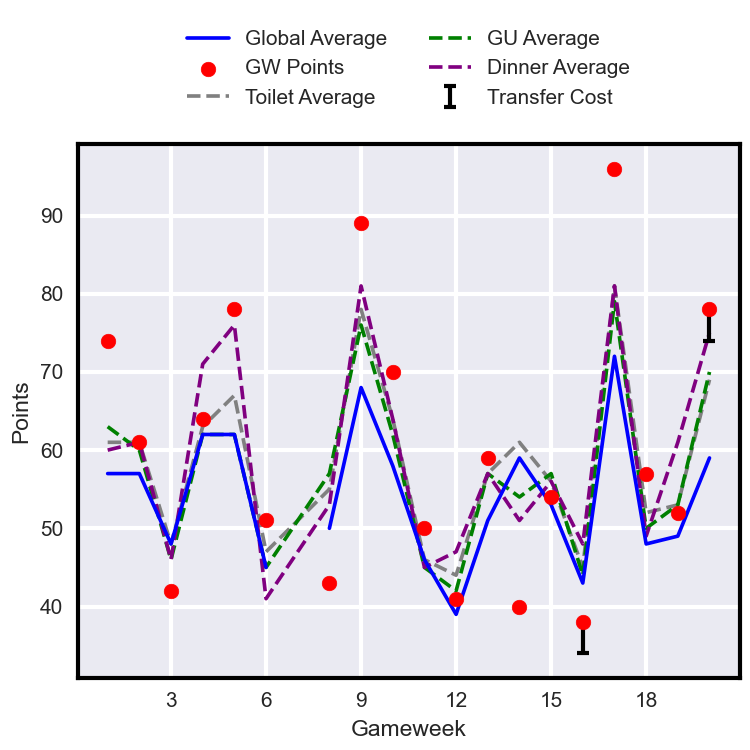 Global Average
GW Points
Toilet Average
GU Average
Dinner Average
Transfer Cost
90
80
70
60
50
40
Points
3 6 9 12 15 18
Gameweek